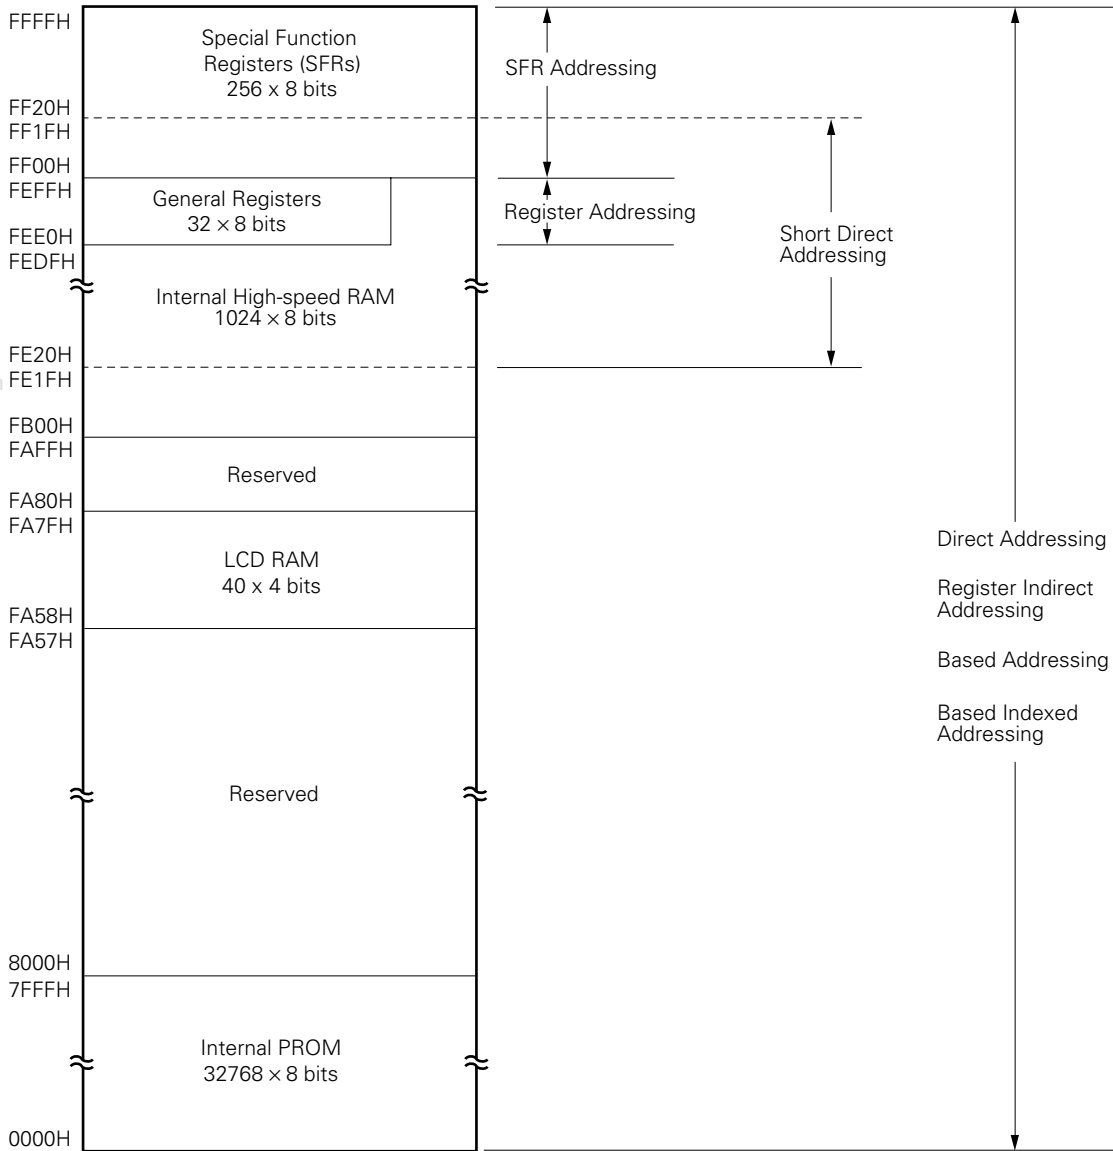 FFFFH
Special Function
Registers (SFRs)
256 x 8 bits
SFR Addressing
FF20H
FF1FH
FF00H
FEFFH
General Registers
32 × 8 bits
Register Addressing
Short Direct
Addressing
FEE0H
FEDFH
Internal High-speed RAM
1024 × 8 bits
FE20H
FE1FH
FB00H
FAFFH
Reserved
FA80H
FA7FH
LCD RAM
40 x 4 bits
Direct Addressing
Register Indirect
Addressing
Based Addressing
Based Indexed
Addressing
FA58H
FA57H
Reserved
8000H
7FFFH
Internal PROM
32768 × 8 bits
0000H